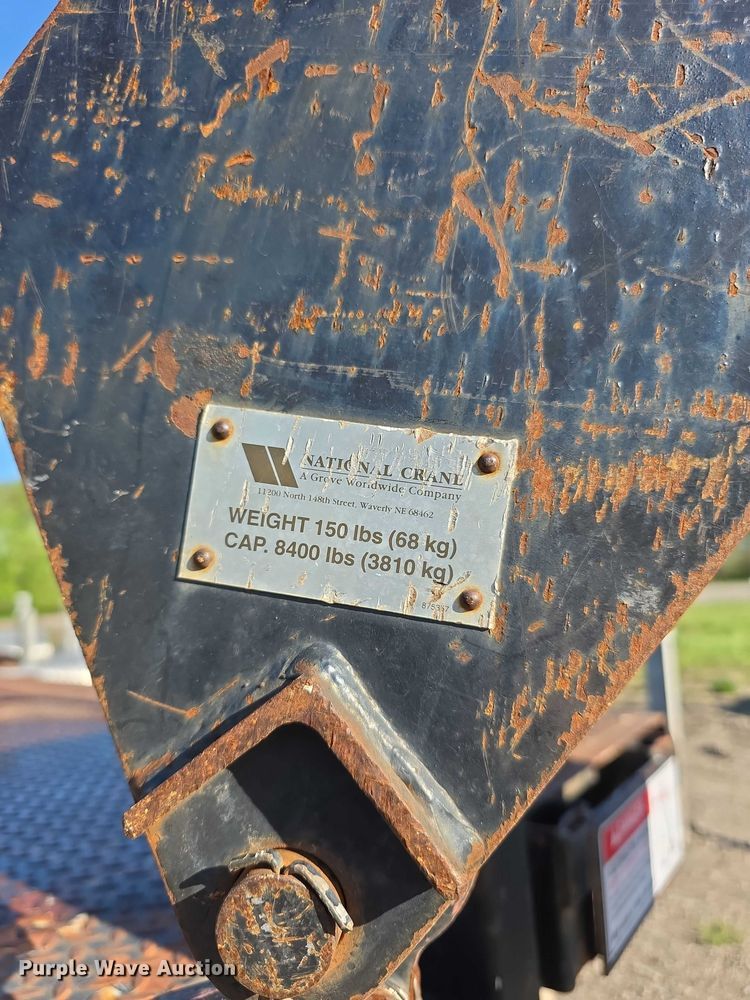 NATIONAL CRANE
A Grove Worldwide Company
11200 North 148th Street, Waverly NE 68462
WEIGHT 150 lbs (68 kg)
CAP. 8400 lbs (3810 kg)
Purple Wave Auction